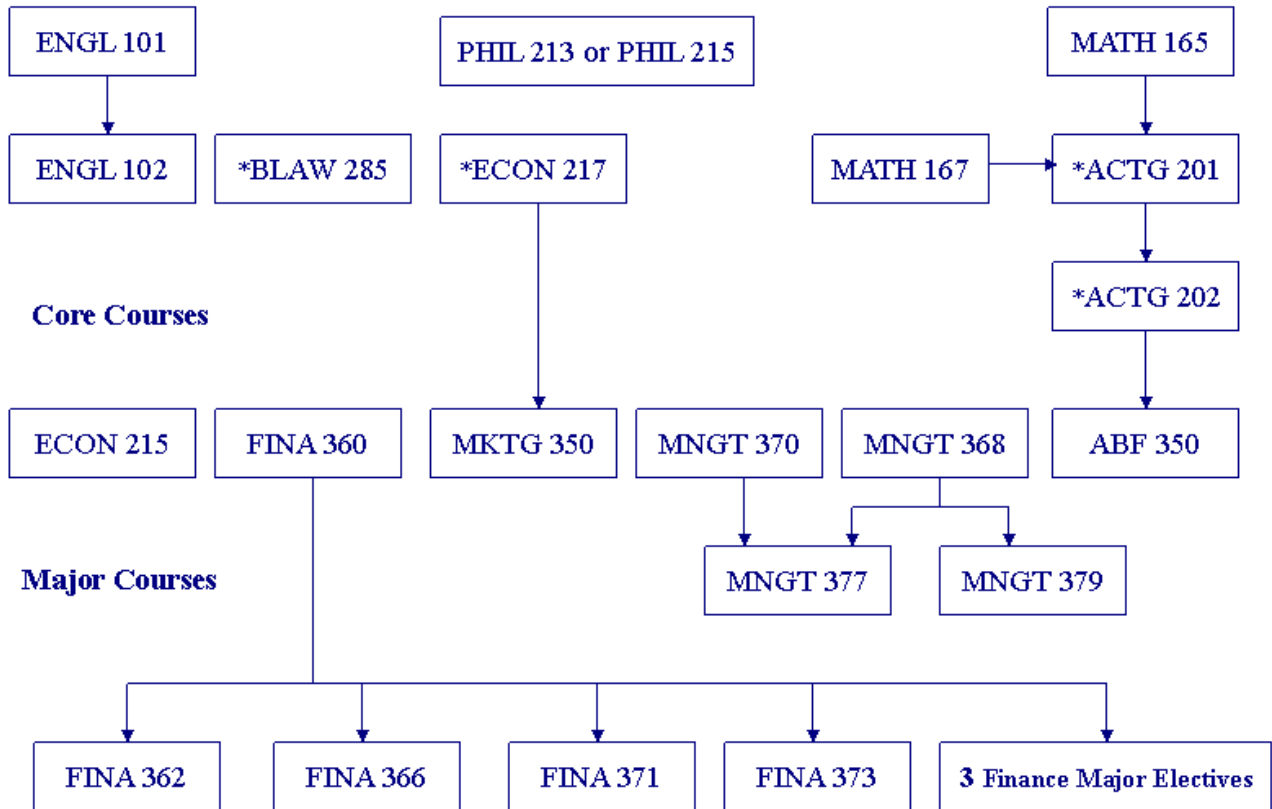 ENGL 101
PHIL 213 or PHIL 215
MATH 165
ENGL 102
*BLAW 285
*ECON 217
MATH 167
*ACTG 201
*ACTG 202
Core Courses
ECON 215
FINA 360
MKTG 350
MNGT 370
MNGT 368
ABF 350
MNGT 377
MNGT 379
Major Courses
FINA 362
FINA 366
FINA 371
FINA 373
3 Finance Major Electives